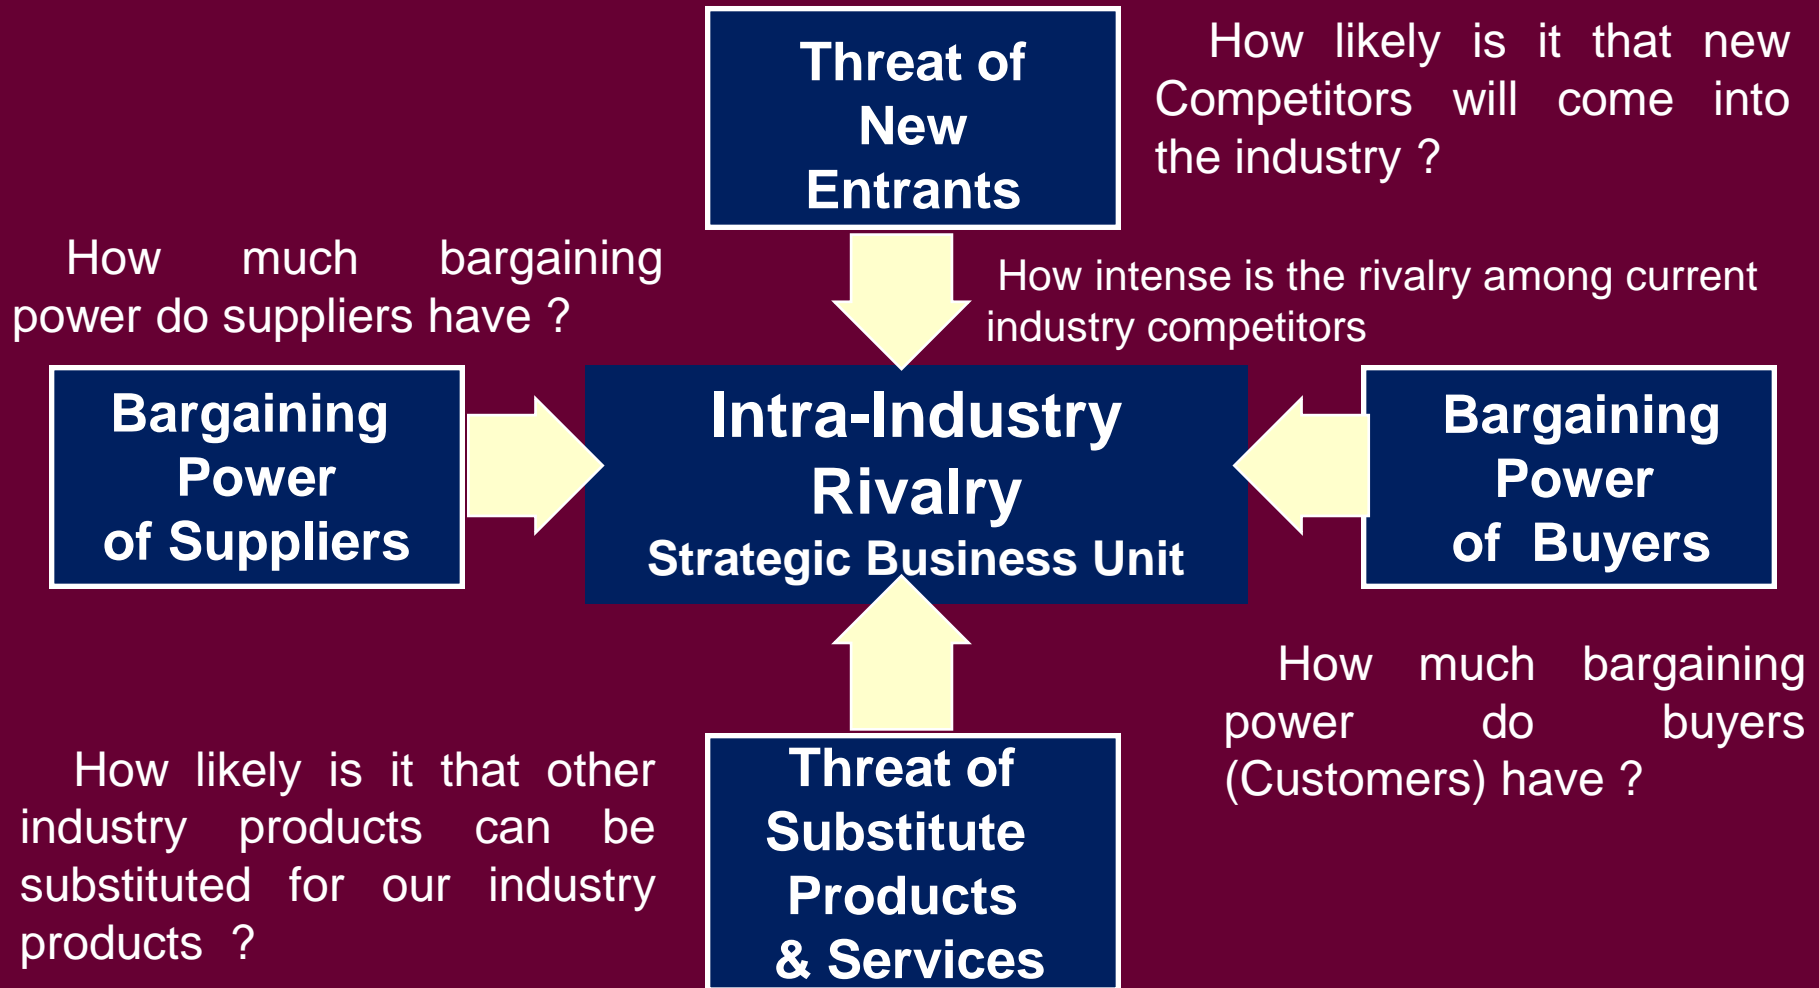 Threat of
New
Entrants
How likely is it that new
Competitors will come into
the industry ?
How much bargaining
power do suppliers have ?
How intense is the rivalry among current
industry competitors
Bargaining
Power
of Suppliers
Intra-Industry
Rivalry
Strategic Business Unit
Bargaining
Power
of Buyers
How much bargaining
power do buyers
(Customers) have ?
How likely is it that other
industry products can be
substituted for our industry
products ?
Threat of
Substitute
Products
& Services